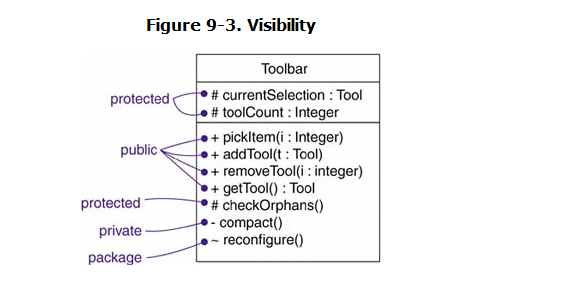 Figure 9-3. Visibility
Toolbar
protected
# currentSelection : Tool
# toolCount : Integer
public
+ pickItem(i : Integer)
+ addTool(t : Tool)
+ removeTool(i : integer)
+ getTool() : Tool
protected
# checkOrphans()
private
- compact()
package
~ reconfigure()